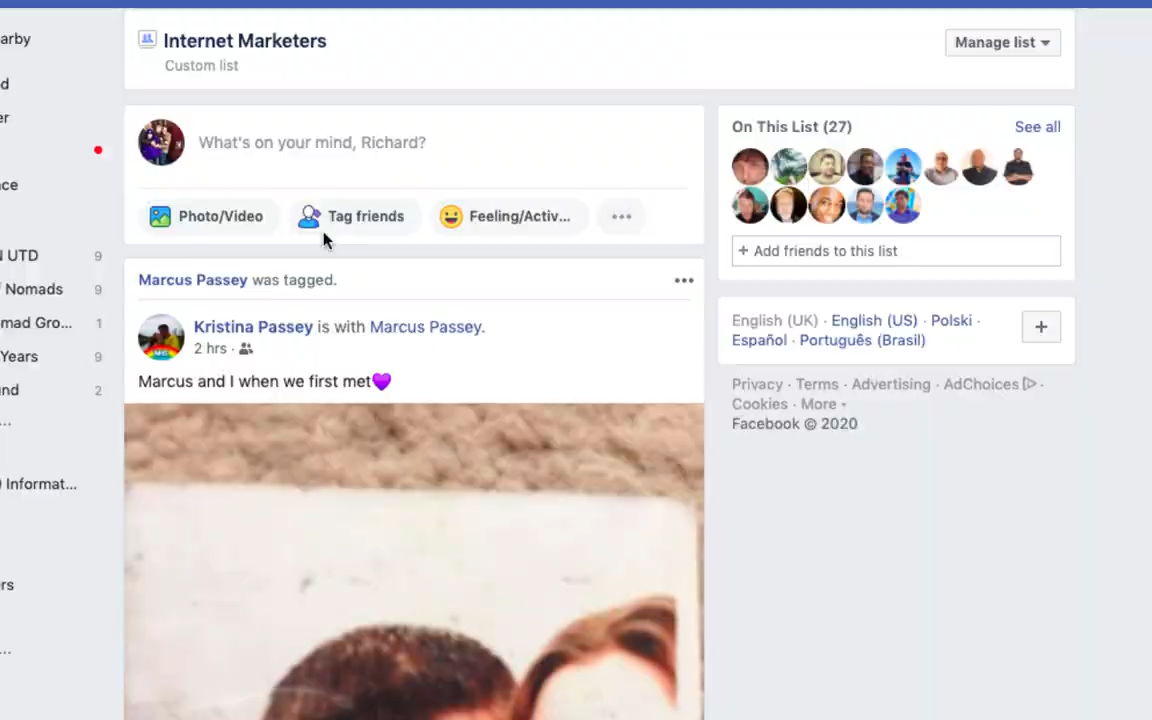 arby
d
er
ce
N UTD 9
Nomads 9
mad Gro... 1
Years 9
nd 2
...
Informat...
rs
...
Internet Marketers
Custom list
Manage list
What's on your mind, Richard?
Photo/Video
Tag friends
Feeling/Activ...
Marcus Passey was tagged.
Kristina Passey is with Marcus Passey.
2 hrs ·
Marcus and I when we first met💜
On This List (27)
See all
+ Add friends to this list
English (UK) · English (US) · Polski ·
Español · Português (Brasil)
+
Privacy · Terms · Advertising · AdChoices ·
Cookies · More
Facebook © 2020